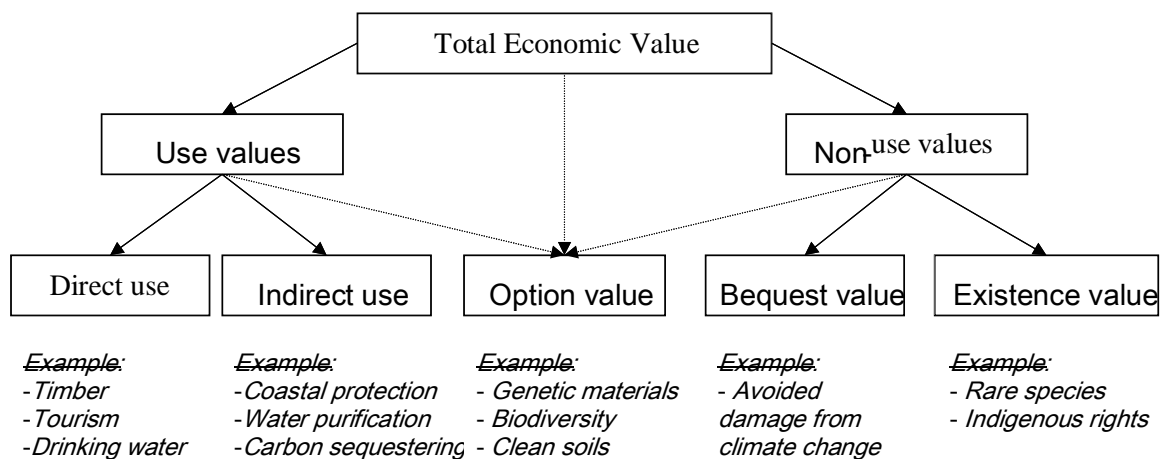 Total Economic Value
Use values
Non-use values
Direct use
Indirect use
Option value
Bequest value
Existence value
Example:
-Timber
-Tourism
-Drinking water
Example:
-Coastal protection
-Water purification
-Carbon sequestering
Example:
- Genetic materials
- Biodiversity
- Clean soils
Example:
- Avoided
damage from
climate change
Example:
- Rare species
- Indigenous rights